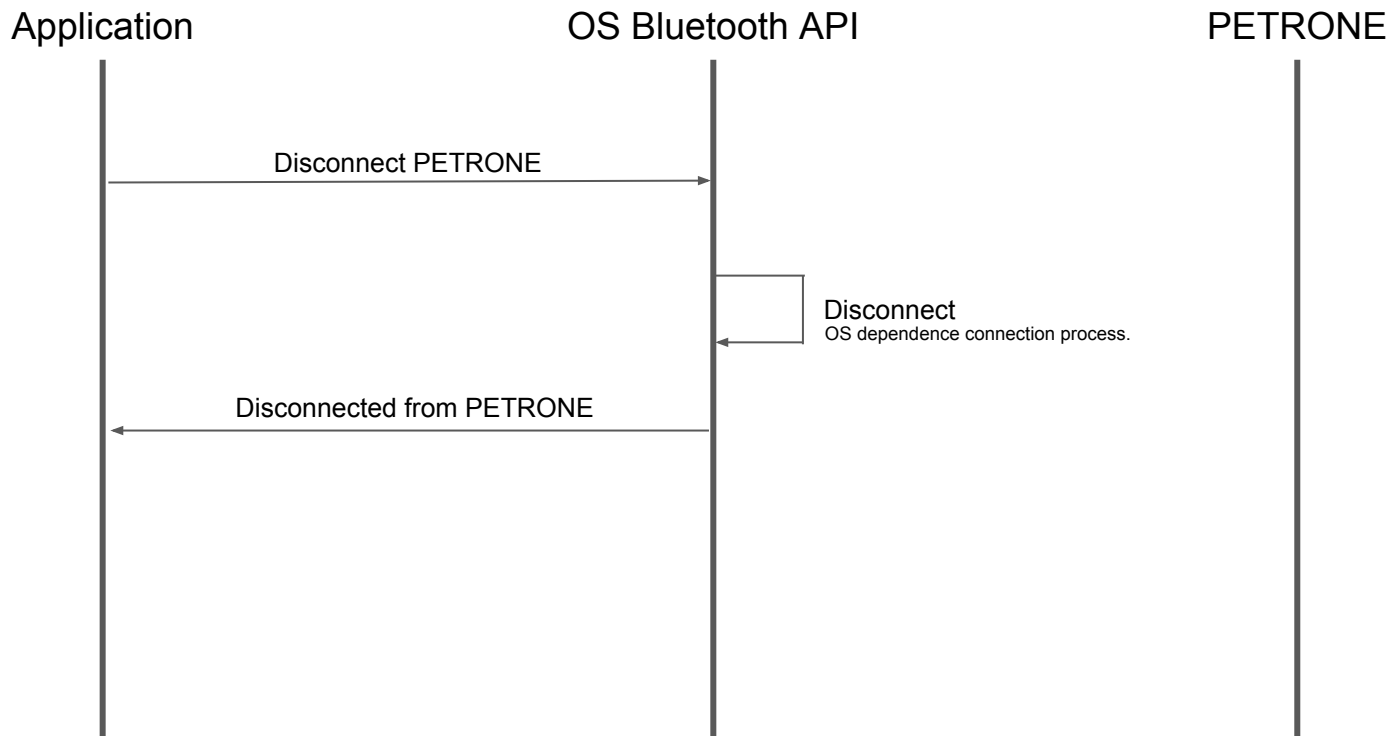 Application
OS Bluetooth API
PETRONE
Disconnect PETRONE
Disconnect
OS dependence connection process.
Disconnected from PETRONE